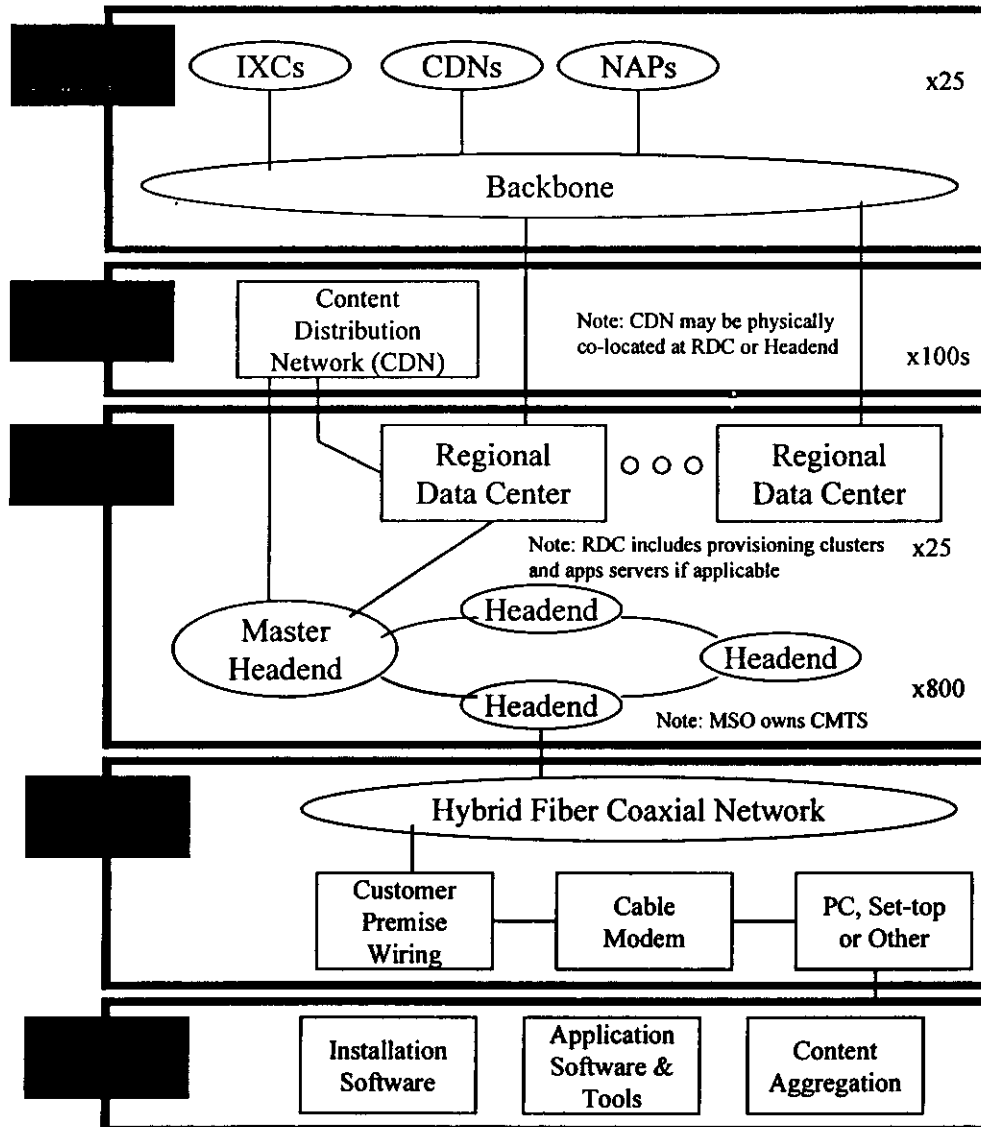 IXCs
CDNs
NAPs
x25
Backbone
Content
Distribution
Network (CDN)
Note: CDN may be physically
co-located at RDC or Headend
x100s
Regional
Data Center
Regional
Data Center
Note: RDC includes provisioning clusters
and apps servers if applicable
x25
Headend
Master
Headend
Headend
Headend
x800
Note: MSO owns CMTS
Hybrid Fiber Coaxial Network
Customer
Premise
Wiring
Cable
Modem
PC, Set-top
or Other
Installation
Software
Application
Software &
Tools
Content
Aggregation